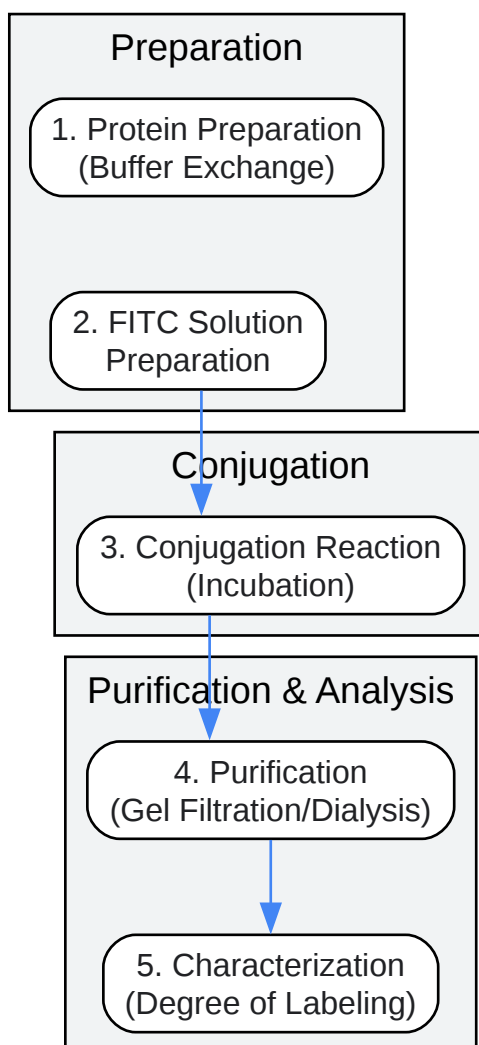 Preparation
1. Protein Preparation
(Buffer Exchange)
2. FITC Solution
Preparation
Conjugation
3. Conjugation Reaction
(Incubation)
Purification & Analysis
4. Purification
(Gel Filtration/Dialysis)
5. Characterization
(Degree of Labeling)